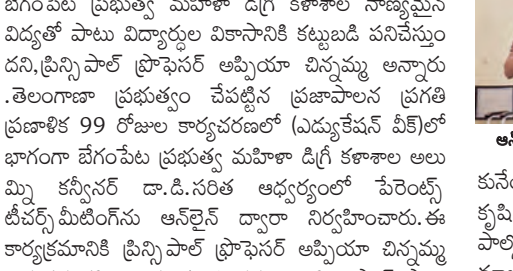 బేగంపేట ప్రభుత్వ మహిళా డిగ్రీ కళాశాల నాణ్యమైన
విద్యతో పాటు విద్యార్థుల వికాసానికి కట్టుబడి పనిచేస్తుం
దని,ప్రిన్సిపాల్ ప్రొఫెసర్ అప్పియా చిన్నమ్మ అన్నారు
.తెలంగాణా ప్రభుత్వం చేపట్టిన ప్రజాపాలన ప్రగతి
ప్రణాళిక 99 రోజుల కార్యచరణలో (ఎడ్యుకేషన్ వీక్)లో
భాగంగా బేగంపేట ప్రభుత్వ మహిళా డిగ్రీ కళాశాల అలు
మ్ని కన్వీనర్ డా.డి.సరిత ఆధ్వర్యంలో పేరెంట్స్
టీచర్స్ మీటింగ్‌ను ఆన్‌లైన్ ద్వారా నిర్వహించారు.ఈ
కార్యక్రమానికి ప్రిన్సిపాల్ ఫ్రొఫెసర్ అప్పియా చిన్నమ్మ
కునేం
కృషి
పాల్గొ